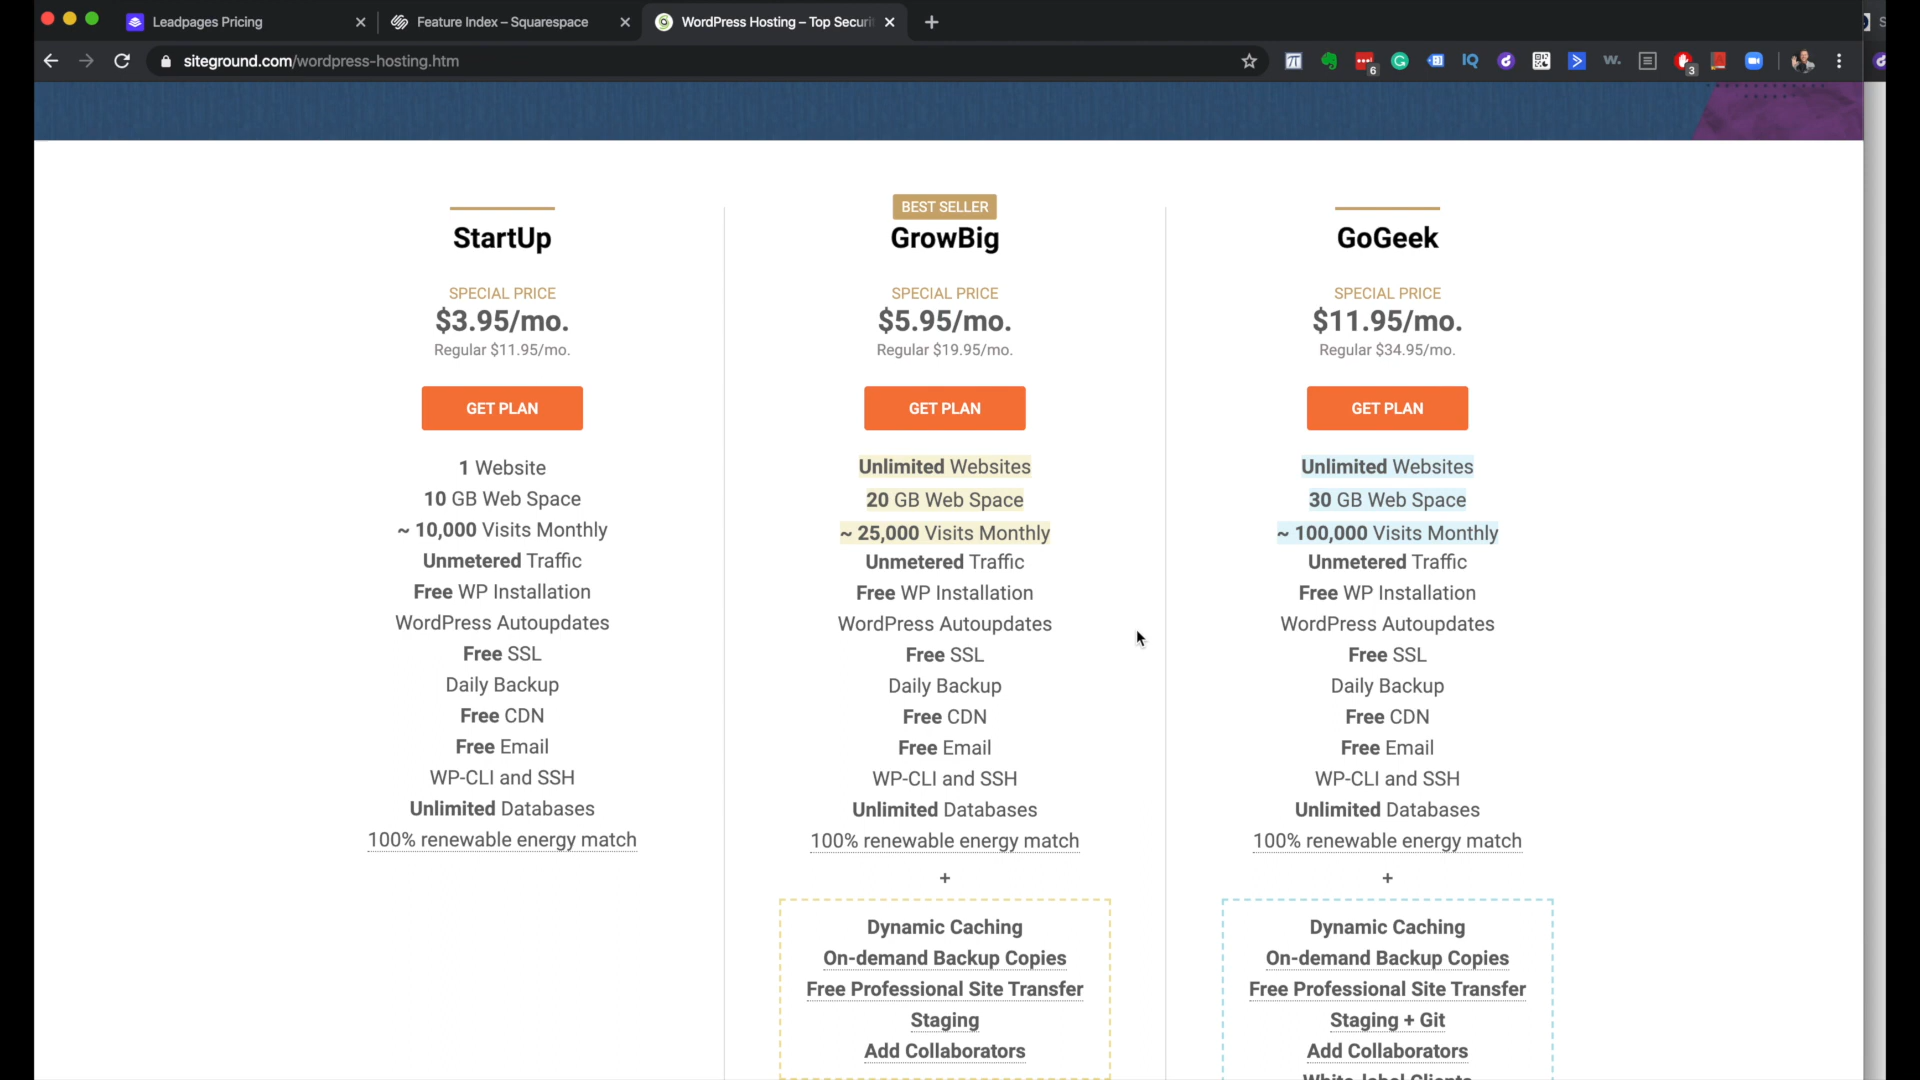 Leadpages Pricing
Feature Index – Squarespace
WordPress Hosting – Top Securi
siteground.com/wordpress-hosting.htm
6
IQ
w.
3
StartUp
SPECIAL PRICE
$3.95/mo.
Regular $11.95/mo.
GET PLAN
1 Website
10 GB Web Space
~ 10,000 Visits Monthly
Unmetered Traffic
Free WP Installation
WordPress Autoupdates
Free SSL
Daily Backup
Free CDN
Free Email
WP-CLI and SSH
Unlimited Databases
100% renewable energy match
BEST SELLER
GrowBig
SPECIAL PRICE
$5.95/mo.
Regular $19.95/mo.
GET PLAN
Unlimited Websites
20 GB Web Space
~ 25,000 Visits Monthly
Unmetered Traffic
Free WP Installation
WordPress Autoupdates
Free SSL
Daily Backup
Free CDN
Free Email
WP-CLI and SSH
Unlimited Databases
100% renewable energy match
+
Dynamic Caching
On-demand Backup Copies
Free Professional Site Transfer
Staging
Add Collaborators
GoGeek
SPECIAL PRICE
$11.95/mo.
Regular $34.95/mo.
GET PLAN
Unlimited Websites
30 GB Web Space
~ 100,000 Visits Monthly
Unmetered Traffic
Free WP Installation
WordPress Autoupdates
Free SSL
Daily Backup
Free CDN
Free Email
WP-CLI and SSH
Unlimited Databases
100% renewable energy match
+
Dynamic Caching
On-demand Backup Copies
Free Professional Site Transfer
Staging + Git
Add Collaborators
White-label Clients